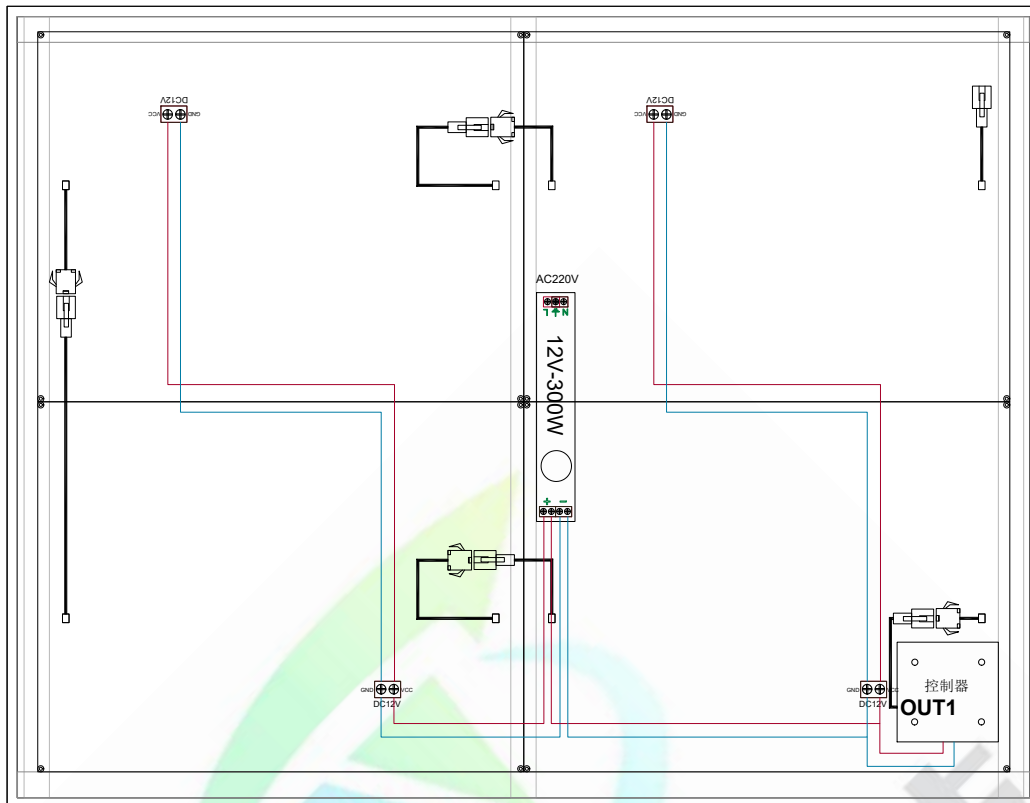 DC12V
VCC
GND
DC12V
VCC
GND
AC220V
L
N
12V-300W
+
−
GND
VCC
DC12V
GND
VCC
DC12V
控制器
OUT1